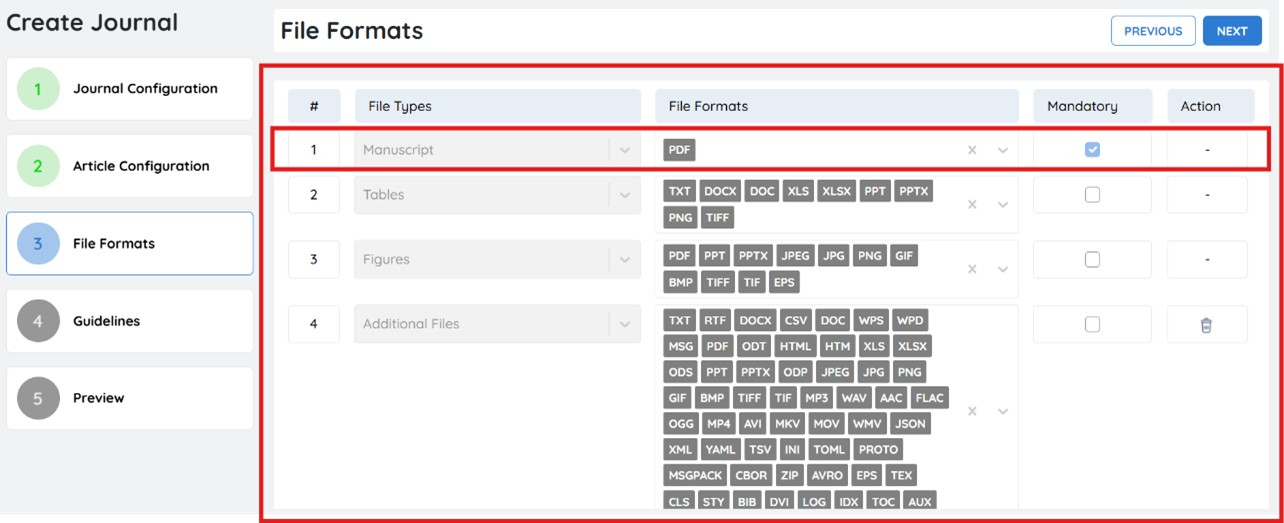 Create Journal
File Formats
PREVIOUS
NEXT
1 Journal Configuration
2 Article Configuration
3 File Formats
4 Guidelines
5 Preview
# File Types File Formats Mandatory Action
1 Manuscript PDF -
2 Tables TXT DOCX DOC XLS XLSX PPT PPTX -
PNG TIFF
3 Figures PDF PPT PPTX JPEG JPG PNG GIF -
BMP TIFF TIF EPS
4 Additional Files TXT RTF DOCX CSV DOC WPS WPD
MSG PDF ODT HTML HTM XLS XLSX
ODS PPT PPTX ODP JPEG JPG PNG
GIF BMP TIFF TIF MP3 WAV AAC FLAC
OGG MP4 AVI MKV MOV WMV JSON
XML YAML TSV INI TOML PROTO
MSGPACK CBOR ZIP AVRO EPS TEX
CLS STY BIB DVI LOG IDX TOC AUX